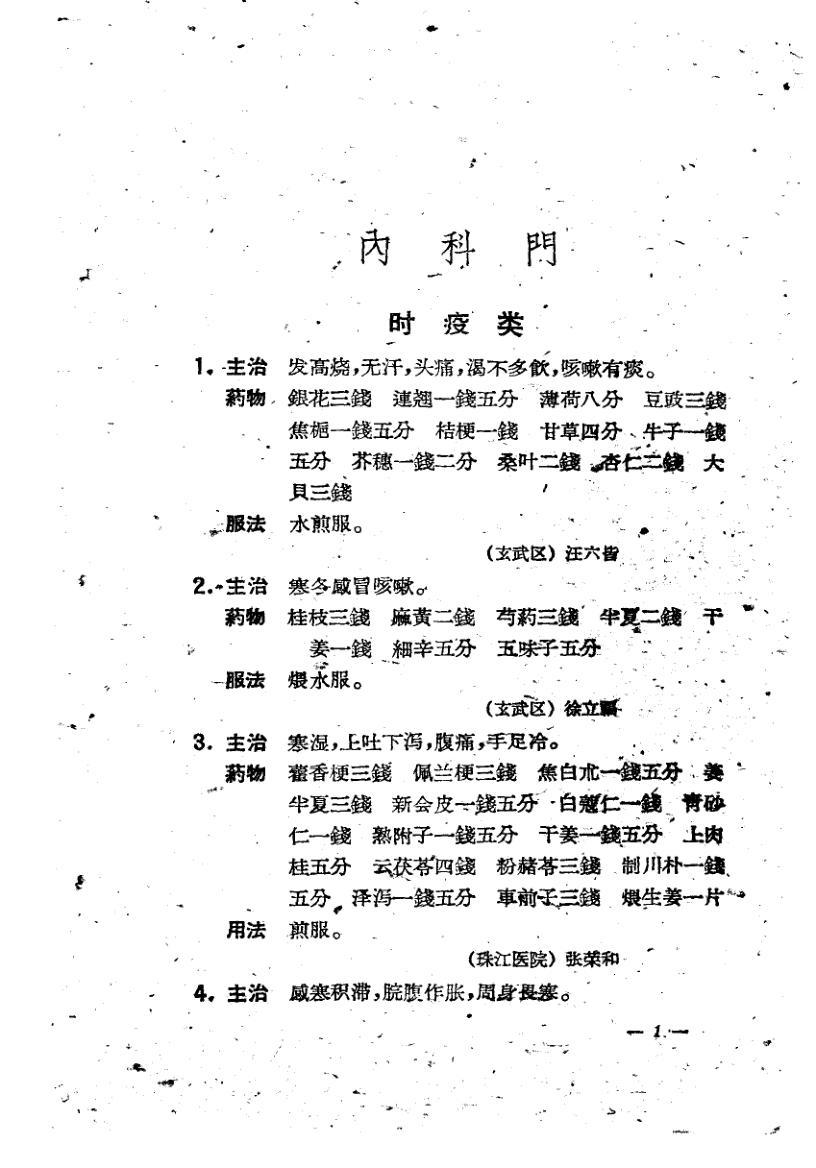 內科門
时疫类
1. 主治 发高烧,无汗,头痛,渴不多飲,咳嗽有痰。
葯物 銀花三錢 連翘一錢五分 薄荷八分 豆豉三錢
焦梔一錢五分 桔梗一錢 甘草四分 牛子一錢
五分 芥穗一錢二分 桑叶二錢 杏仁二錢 大
貝三錢
服法 水煎服。
(玄武区) 汪六皆
2. 主治 寒冬感冒咳嗽。
葯物 桂枝三錢 麻黄二錢 芍葯三錢 半夏二錢 干
姜一錢 細辛五分 五味子五分
服法 煨水服。
(玄武区) 徐立
3. 主治 寒湿,上吐下泻,腹痛,手足冷。
葯物 藿香梗三錢 佩兰梗三錢 焦白朮一錢五分 姜
半夏三錢 新会皮一錢五分 白蔻仁一錢 青砂
仁一錢 熟附子一錢五分 干姜一錢五分 上肉
桂五分 云茯苓四錢 粉赭苓三錢 制川朴一錢
五分 泽泻一錢五分 車前子三錢 煨生姜一片
用法 煎服。
(珠江医院) 张荣和
4. 主治 感寒积滞,脘腹作胀,周身畏寒。
— 1 —